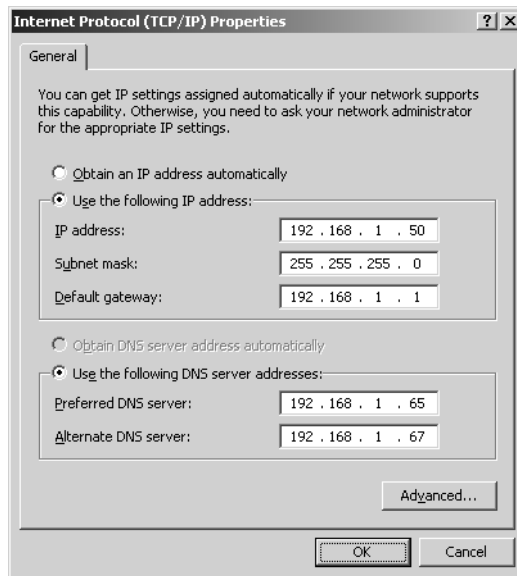 Internet Protocol (TCP/IP) Properties
General
You can get IP settings assigned automatically if your network supports
this capability. Otherwise, you need to ask your network administrator
for the appropriate IP settings.
Obtain an IP address automatically
Use the following IP address:
IP address: 192 . 168 . 1 . 50
Subnet mask: 255 . 255 . 255 . 0
Default gateway: 192 . 168 . 1 . 1
Obtain DNS server address automatically
Use the following DNS server addresses:
Preferred DNS server: 192 . 168 . 1 . 65
Alternate DNS server: 192 . 168 . 1 . 67
Advanced...
OK Cancel